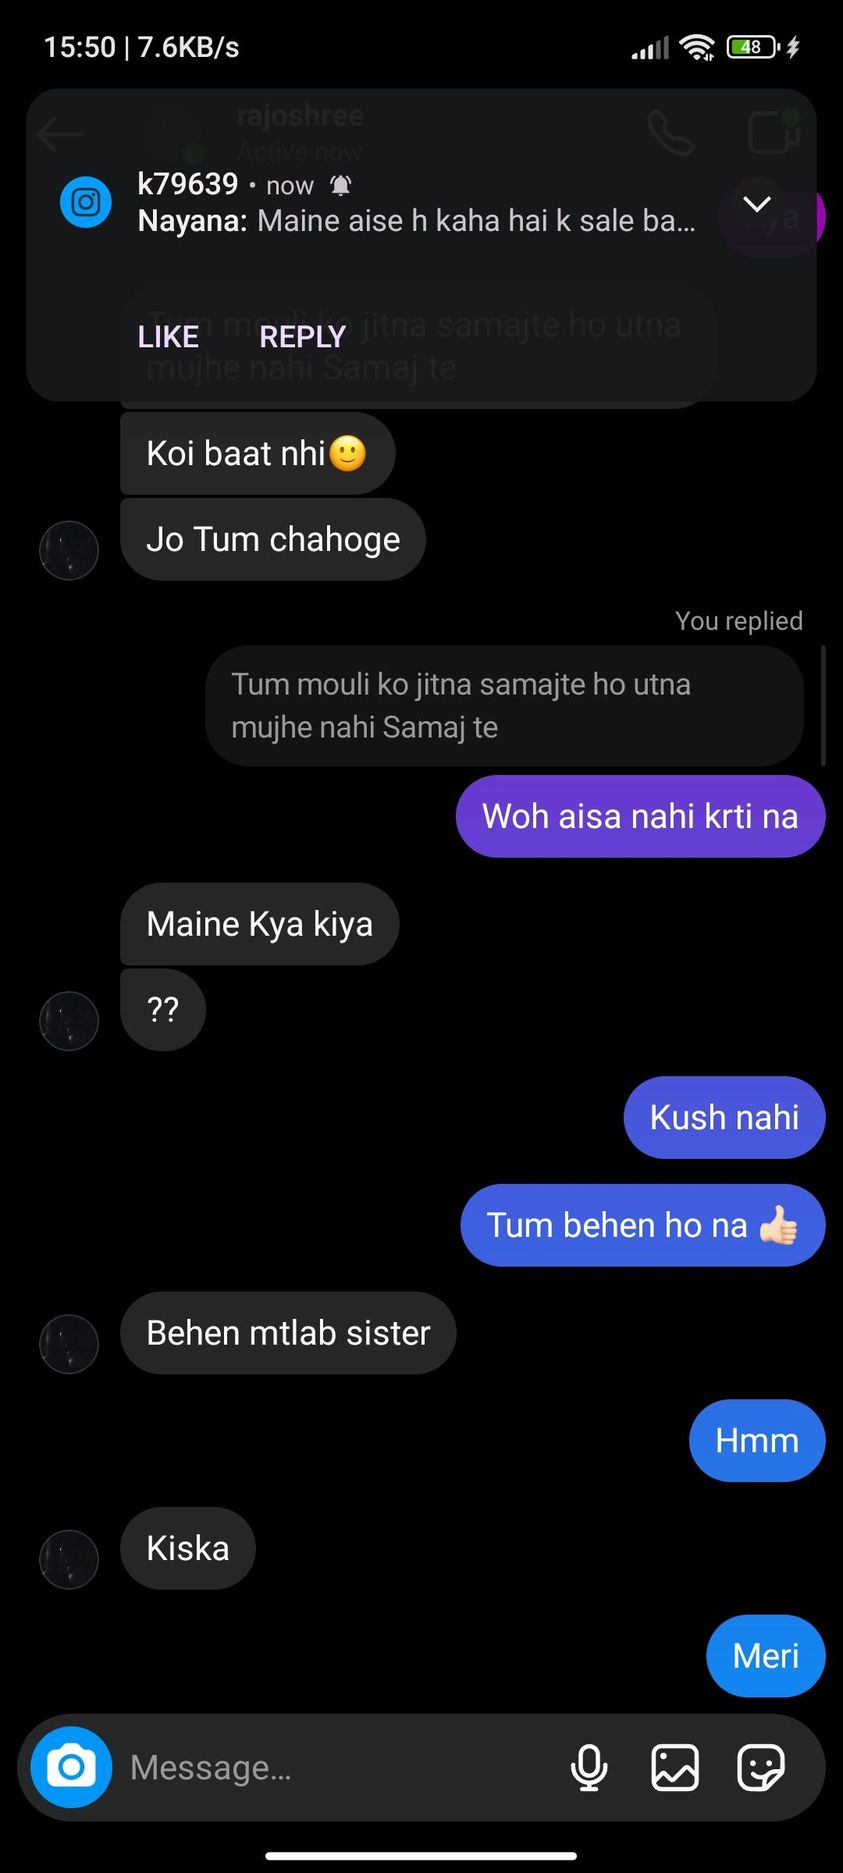 15:50 | 7.6KB/s
48
rajoshree
Active now
k79639 • now
Nayana: Maine aise h kaha hai k sale ba...
Tum mouli ko jitna samajte ho utna
LIKE REPLY
mujhe nahi Samaj te
Koi baat nhi🙂
Jo Tum chahoge
You replied
Tum mouli ko jitna samajte ho utna
mujhe nahi Samaj te
Woh aisa nahi krti na
Maine Kya kiya
??
Kush nahi
Tum behen ho na 👍🏻
Behen mtlab sister
Hmm
Kiska
Meri
Message...